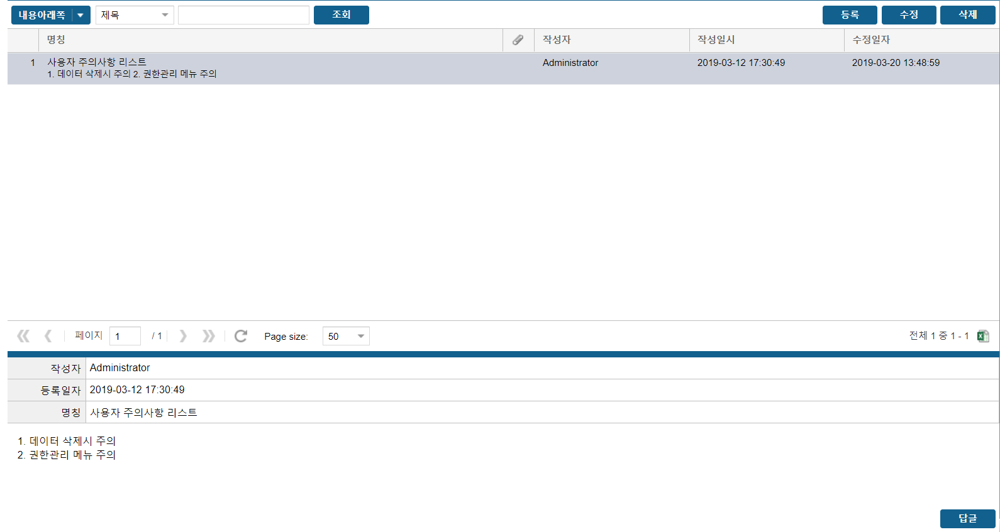 내용아래쪽 제목 조회 등록 수정 삭제
명칭 작성자 작성일시 수정일자
1 사용자 주의사항 리스트 Administrator 2019-03-12 17:30:49 2019-03-20 13:48:59
1. 데이터 삭제시 주의 2. 권한관리 메뉴 주의
페이지 1 / 1 Page size: 50 전체 1 중 1 - 1
작성자 Administrator
등록일자 2019-03-12 17:30:49
명칭 사용자 주의사항 리스트
1. 데이터 삭제시 주의
2. 권한관리 메뉴 주의
답글